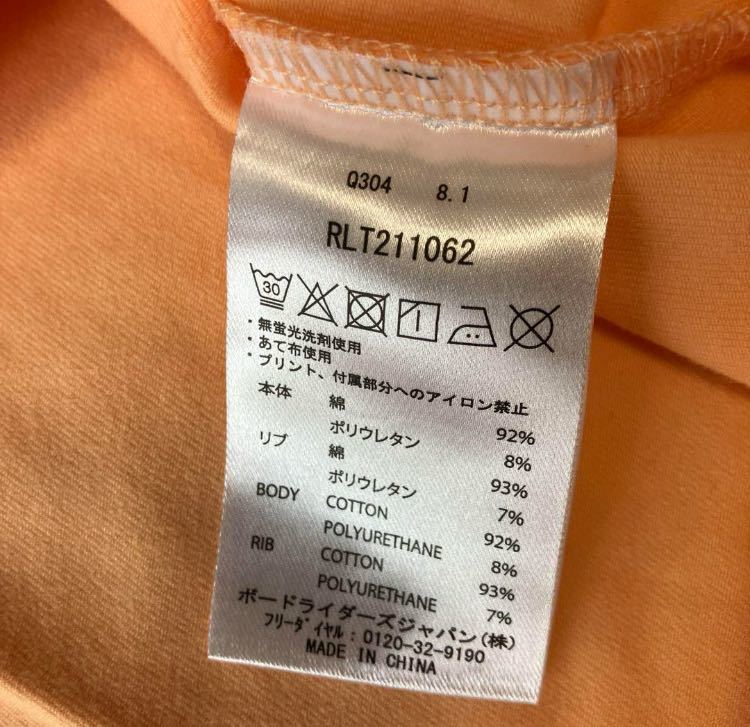 Q304 8.1
RLT211062
30
・無蛍光洗剤使用
・あて布使用
・プリント、付属部分へのアイロン禁止
本体 綿 92%
ポリウレタン 8%
リブ 綿 93%
ポリウレタン 7%
BODY COTTON 92%
POLYURETHANE 8%
RIB COTTON 93%
POLYURETHANE 7%
ボードライダーズジャパン(株)
フリーダイヤル:0120-32-9190
MADE IN CHINA